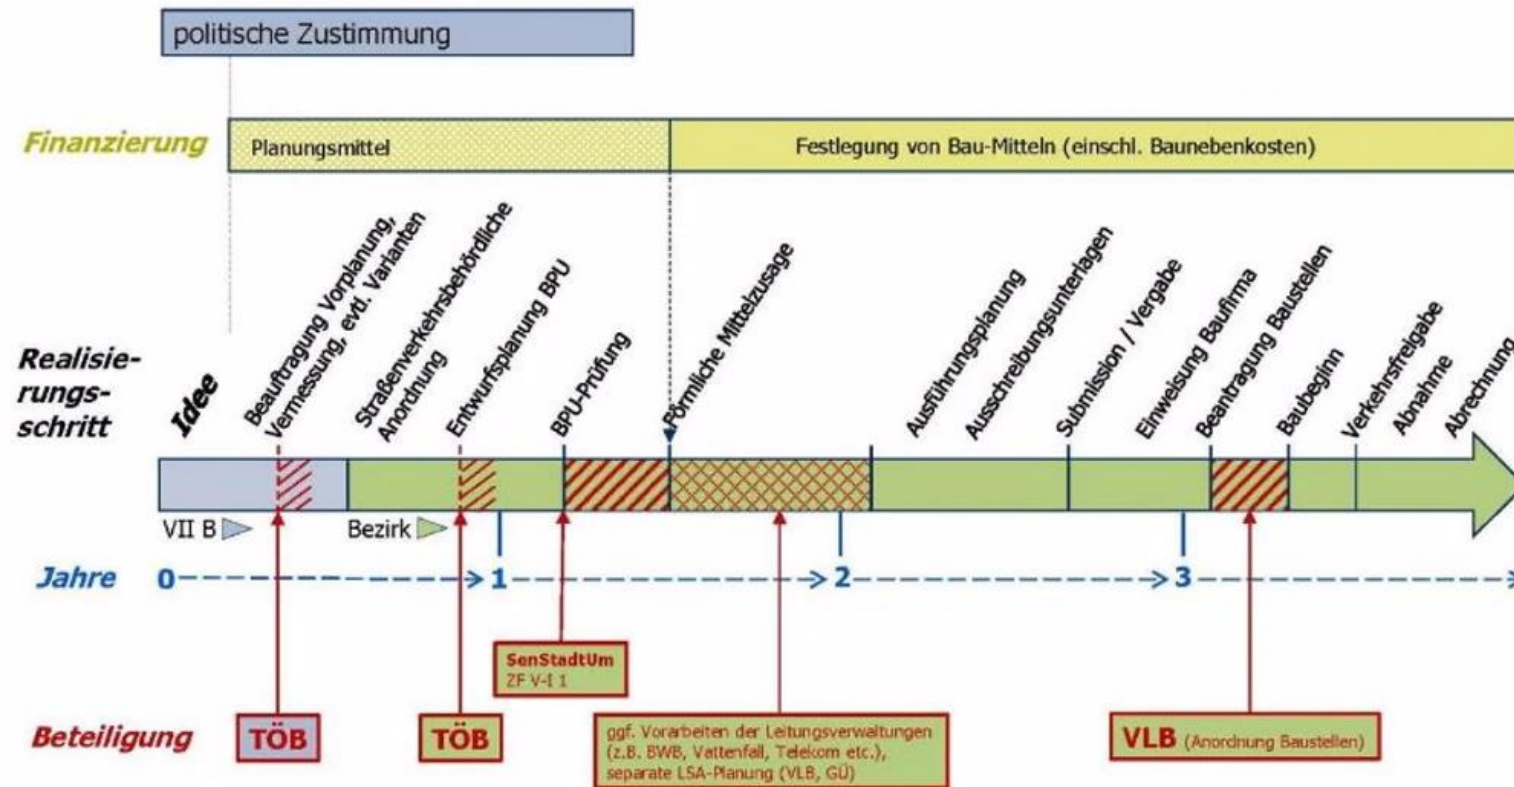 politische Zustimmung
Finanzierung
Planungsmittel
Festlegung von Bau-Mitteln (einschl. Baunebenkosten)
Realisie-
rungs-
schritt
Idee
Beauftragung Vorplanung,
Vermessung, evtl. Varianten
Straßenverkehrsbehördliche
Anordnung
Entwurfsplanung BPU
BPU-Prüfung
Förmliche Mittelzusage
Ausführungsplanung
Ausschreibungsunterlagen
Submission / Vergabe
Einweisung Baufirma
Beantragung Baustellen
Baubeginn
Verkehrsfreigabe
Abnahme
Abrechnung
VII B
Bezirk
Jahre 0 1 2 3
SenStadtUm
ZF V-I 1
Beteiligung
TÖB
TÖB
ggf. Vorarbeiten der Leitungsverwaltungen
(z.B. BWB, Vattenfall, Telekom etc.),
separate LSA-Planung (VLB, GÜ)
VLB (Anordnung Baustellen)